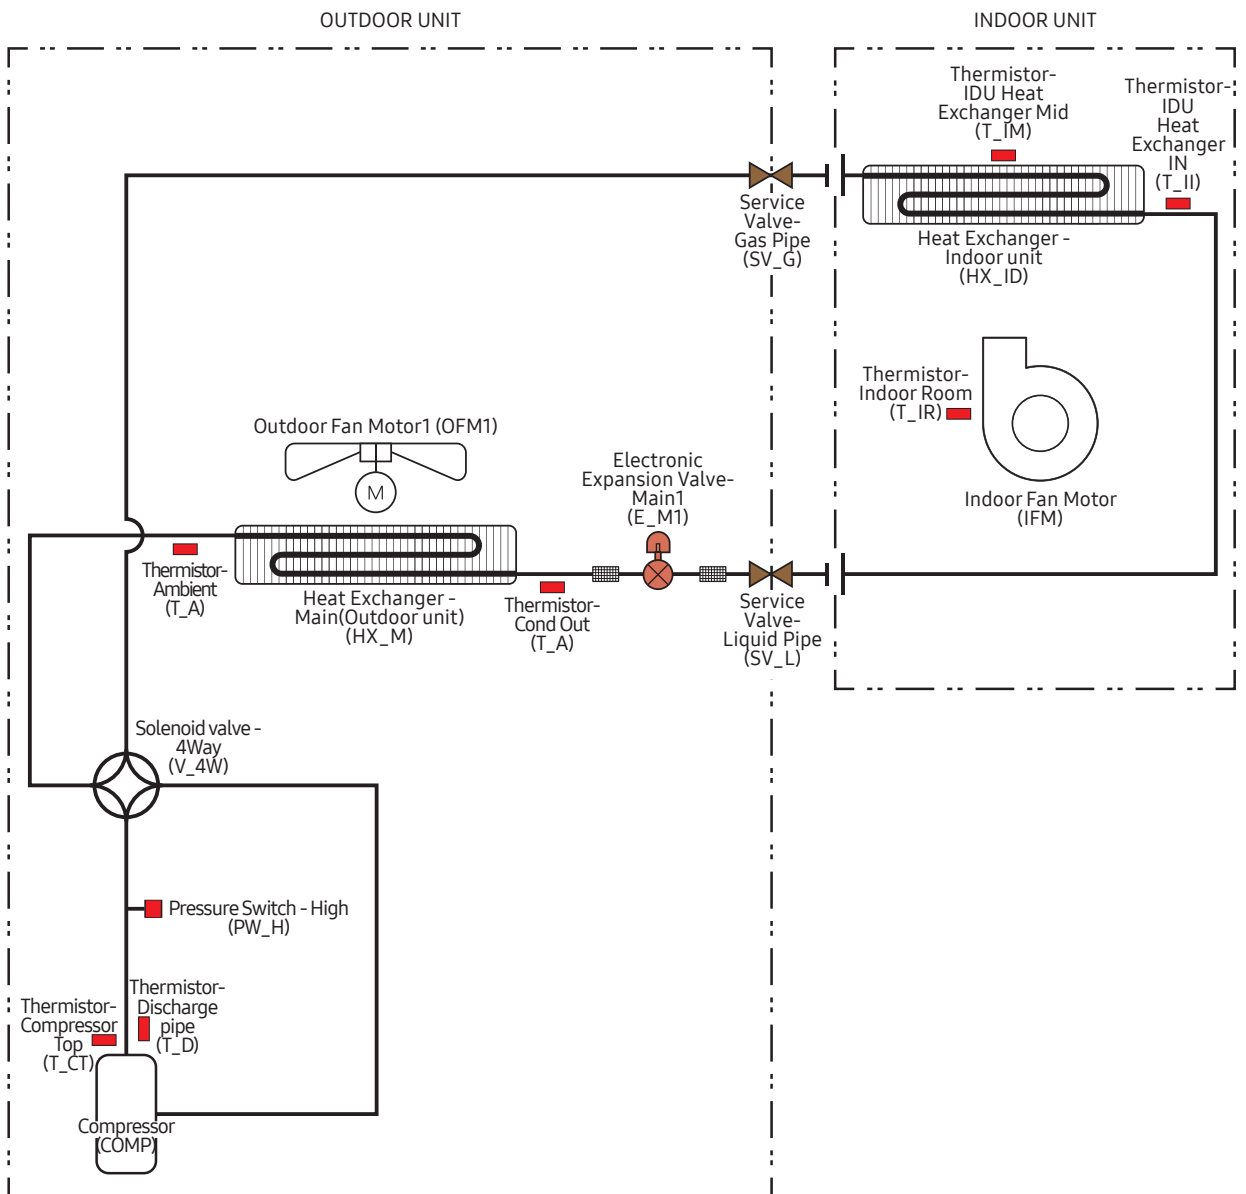 OUTDOOR UNIT
INDOOR UNIT
Thermistor-
IDU Heat
Exchanger Mid
(T_IM)
Thermistor-
IDU
Heat
Exchanger
IN
(T_II)
Service
Valve-
Gas Pipe
(SV_G)
Heat Exchanger -
Indoor unit
(HX_ID)
Thermistor-
Indoor Room
(T_IR)
Indoor Fan Motor
(IFM)
Outdoor Fan Motor1 (OFM1)
M
Electronic
Expansion Valve-
Main1
(E_M1)
Thermistor-
Ambient
(T_A)
Heat Exchanger -
Main(Outdoor unit)
(HX_M)
Thermistor-
Cond Out
(T_A)
Service
Valve-
Liquid Pipe
(SV_L)
Solenoid valve -
4Way
(V_4W)
Pressure Switch - High
(PW_H)
Thermistor-
Discharge
pipe
(T_D)
Thermistor-
Compressor
Top
(T_CT)
Compressor
(COMP)